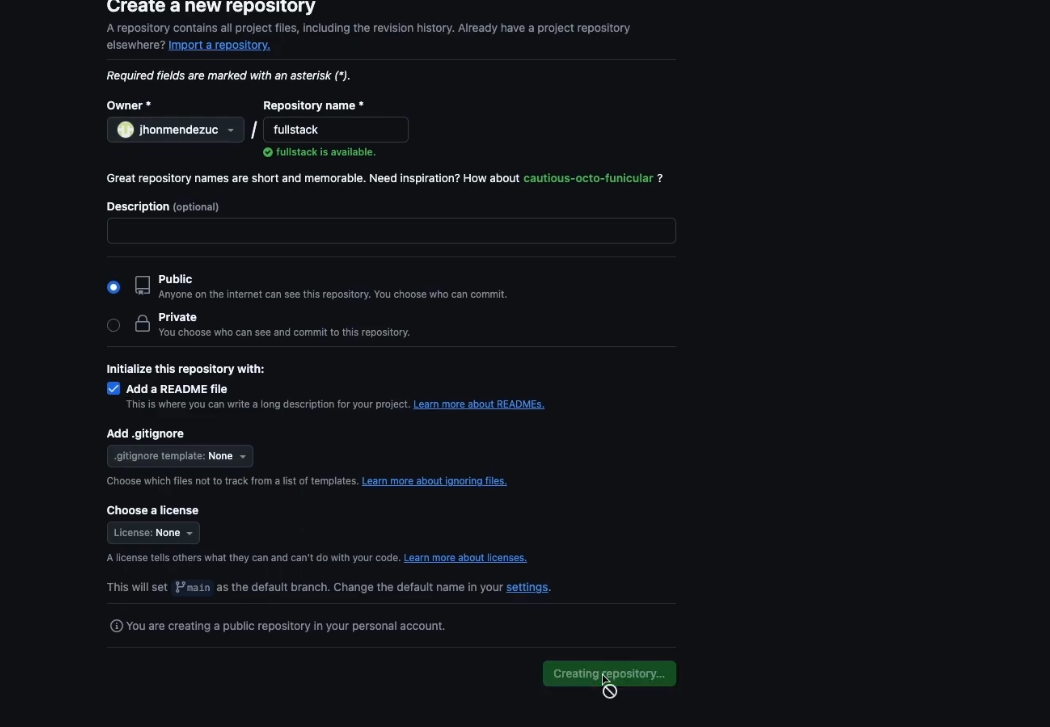 Create a new repository
A repository contains all project files, including the revision history. Already have a project repository
elsewhere? Import a repository.
Required fields are marked with an asterisk (*).
Owner * Repository name *
jhonmendezuc / fullstack
fullstack is available.
Great repository names are short and memorable. Need inspiration? How about cautious-octo-funicular ?
Description (optional)
Public
Anyone on the internet can see this repository. You choose who can commit.
Private
You choose who can see and commit to this repository.
Initialize this repository with:
Add a README file
This is where you can write a long description for your project. Learn more about READMEs.
Add .gitignore
.gitignore template: None
Choose which files not to track from a list of templates. Learn more about ignoring files.
Choose a license
License: None
A license tells others what they can and can't do with your code. Learn more about licenses.
This will set main as the default branch. Change the default name in your settings.
You are creating a public repository in your personal account.
Creating repository...